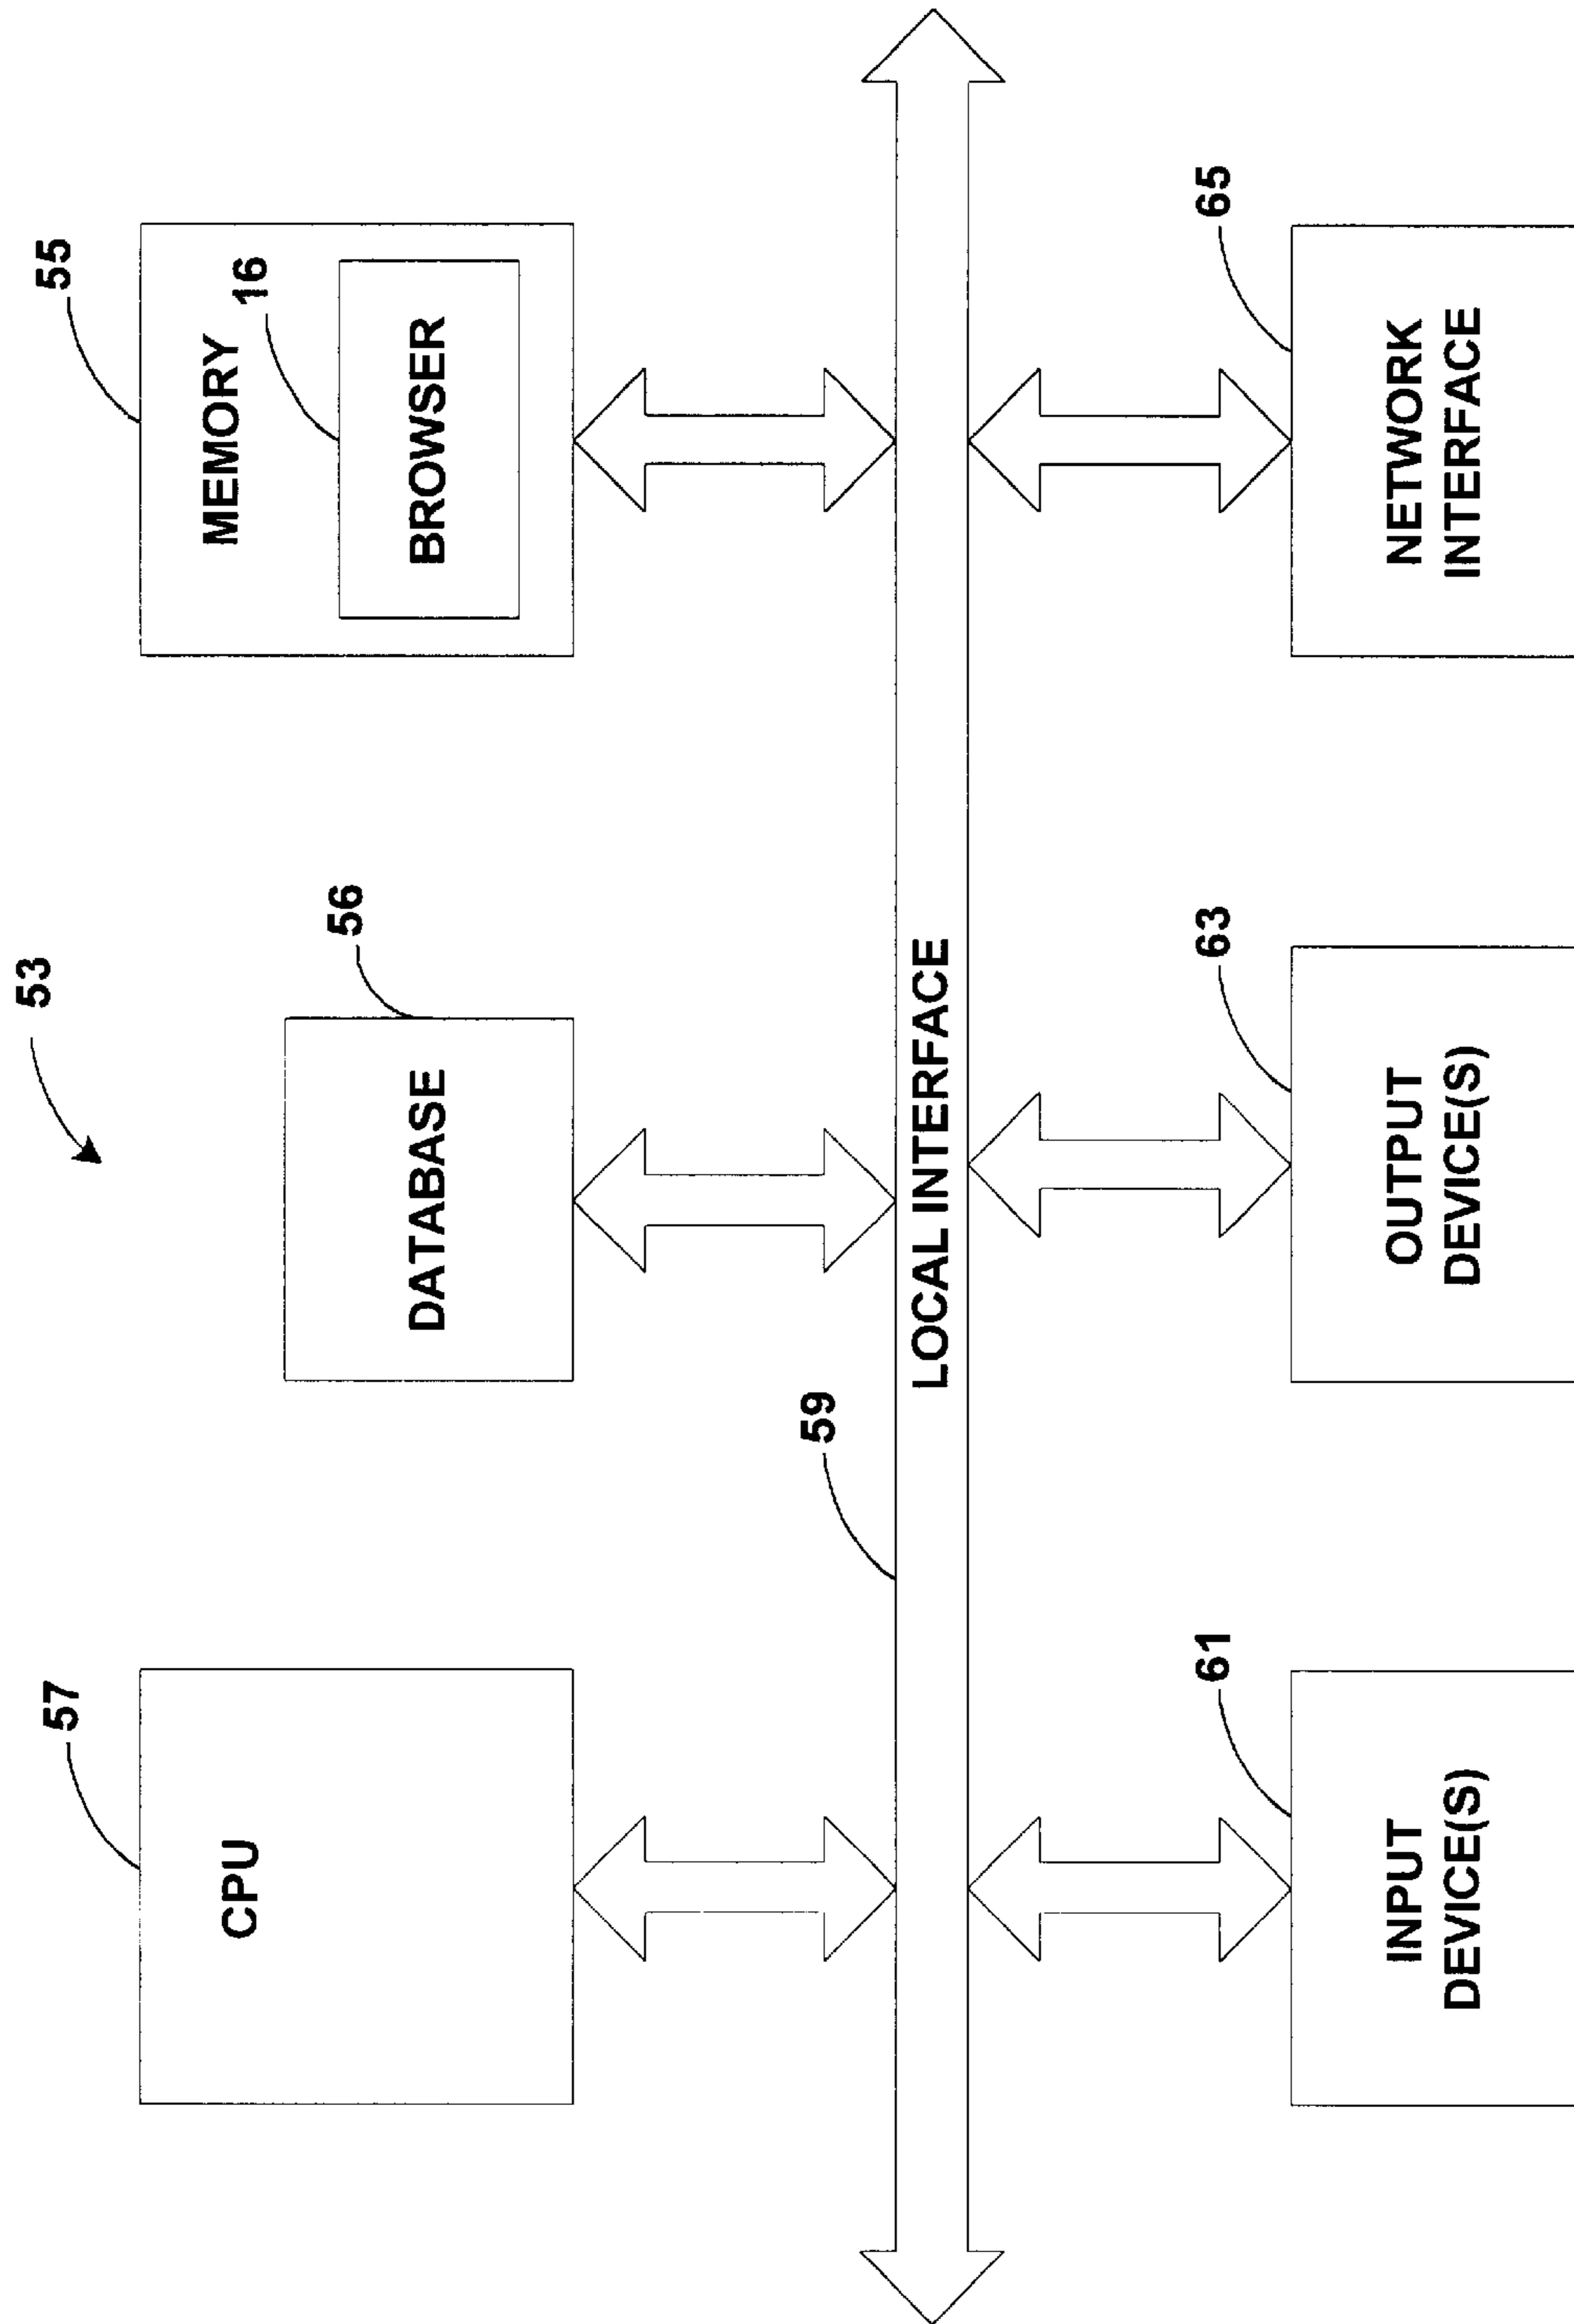 53
57
CPU
56
DATABASE
55
MEMORY
16
BROWSER
59
LOCAL INTERFACE
61
INPUT
DEVICE(S)
63
OUTPUT
DEVICE(S)
65
NETWORK
INTERFACE